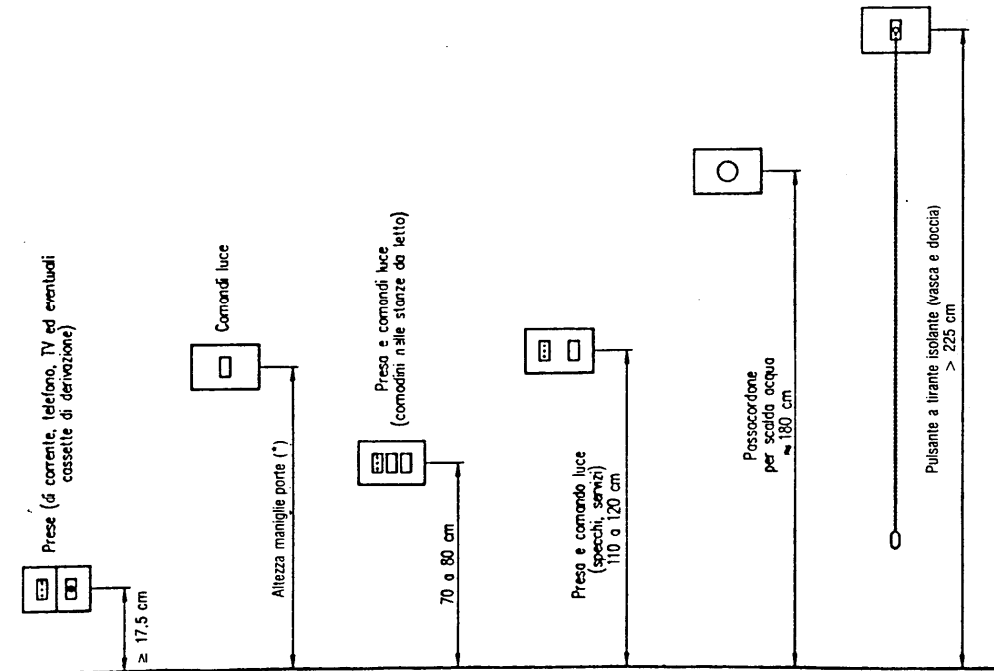 Prese (di corrente, telefono, TV ed eventuali
cassette di derivazione)
≥ 17.5 cm
Comandi luce
Altezza maniglie porte (*)
Presa e comandi luce
(comodini nelle stanze da letto)
70 a 80 cm
Presa e comando luce
(specchi, servizi)
110 a 120 cm
Passacordone
per scalda acqua
≈ 180 cm
Pulsante a tirante isolante (vasca e doccia)
> 225 cm